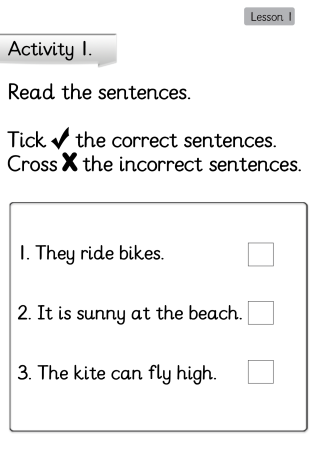 Lesson 1
Activity 1.
Read the sentences.
Tick ✔ the correct sentences.
Cross ✘ the incorrect sentences.
1. They ride bikes.
2. It is sunny at the beach.
3. The kite can fly high.